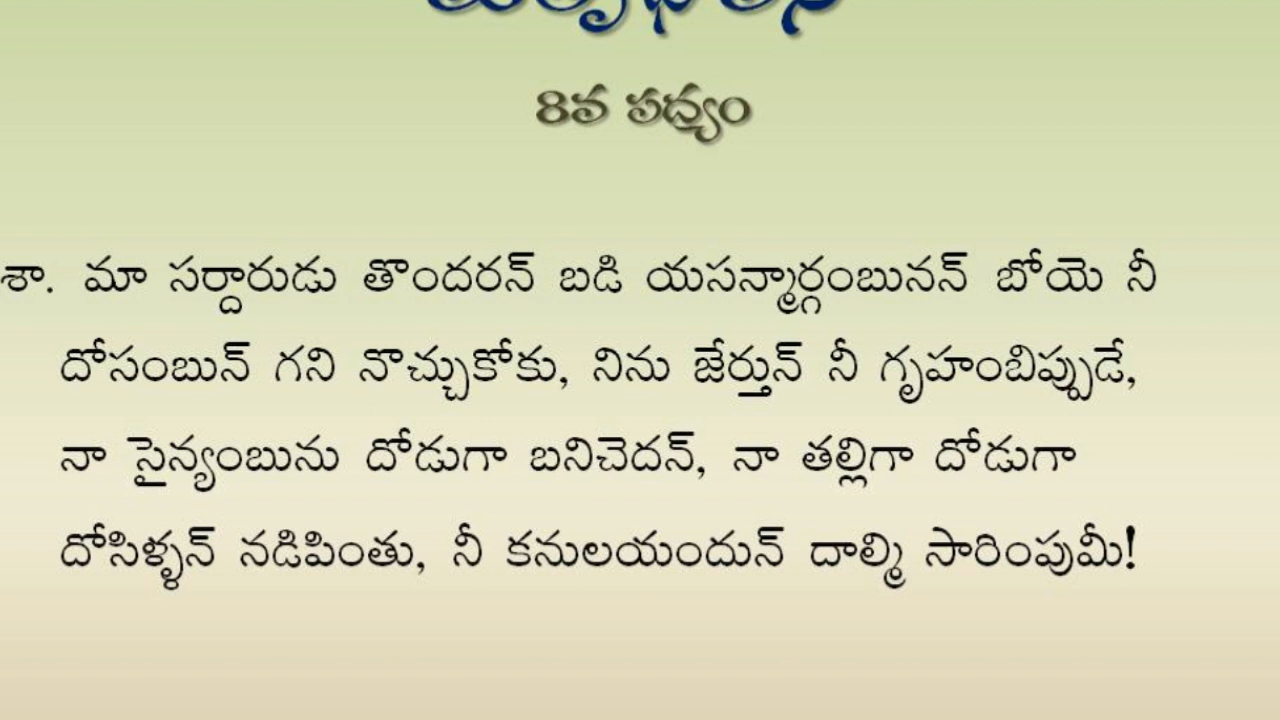 8వ పద్యం
శా. మా సర్దారుడు తొందరన్ బడి యసన్మార్గంబునన్ బోయె నీ
దోసంబున్ గని నొచ్చుకోకు, నిను జేర్తున్ నీ గృహంబిప్పుడే,
నా సైన్యంబును దోడుగా బనిచెదన్, నా తల్లిగా దోడుగా
దోసిళ్ళన్ నడిపింతు, నీ కనులయందున్ దాల్మి సారింపుమీ!